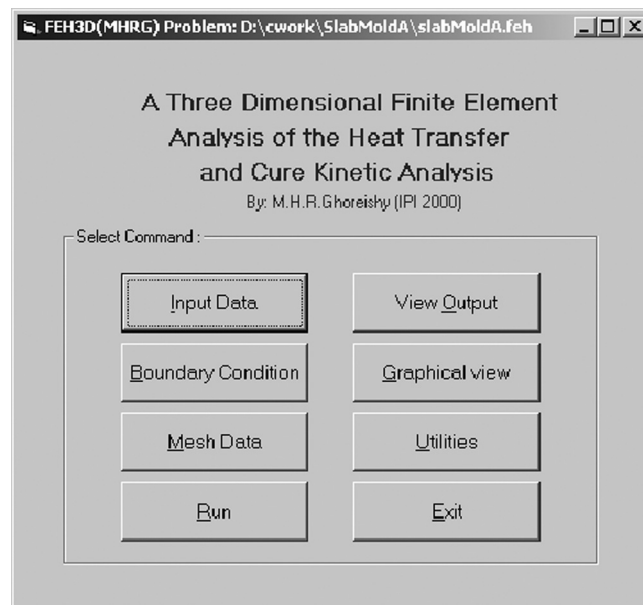 FEH3D(MHRG) Problem: D:\cwork\SlabMoldA\slabMoldA.feh
A Three Dimensional Finite Element
Analysis of the Heat Transfer
and Cure Kinetic Analysis
By: M.H.R.Ghoreishy (IPI 2000)
Select Command :
Input Data
View Output
Boundary Condition
Graphical view
Mesh Data
Utilities
Run
Exit